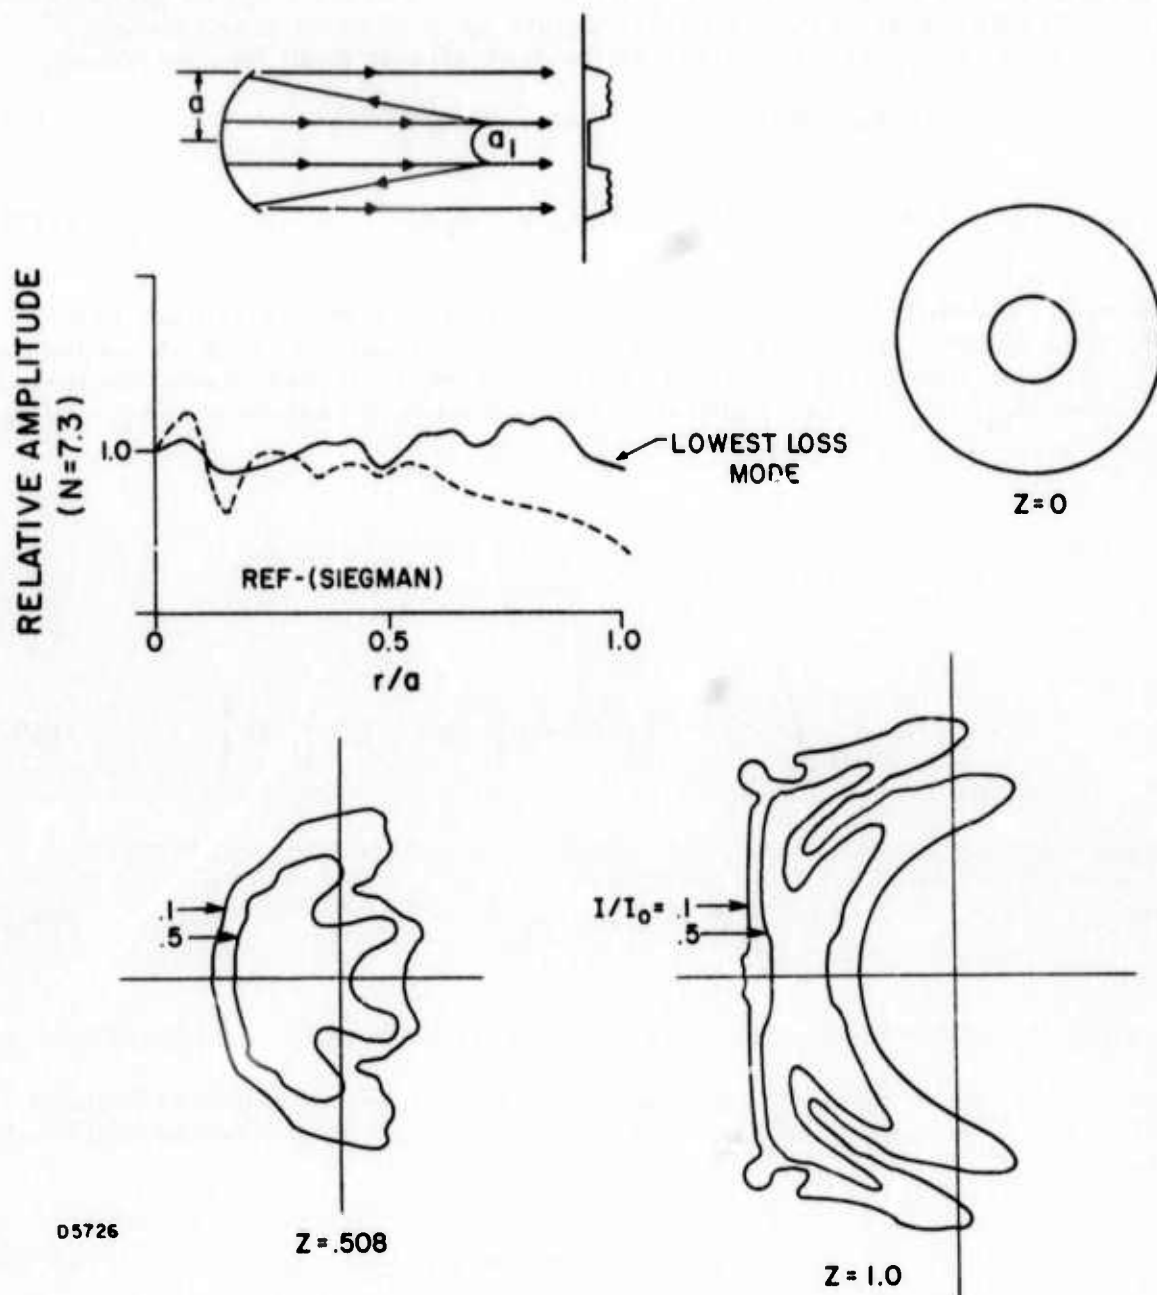 a
a1
RELATIVE AMPLITUDE
(N=7.3)
1.0
LOWEST LOSS
MODE
Z=0
REF-(SIEGMAN)
0
0.5
1.0
r/a
.1
.5
I/I0= .1
.5
D5726
Z=.508
Z=1.0